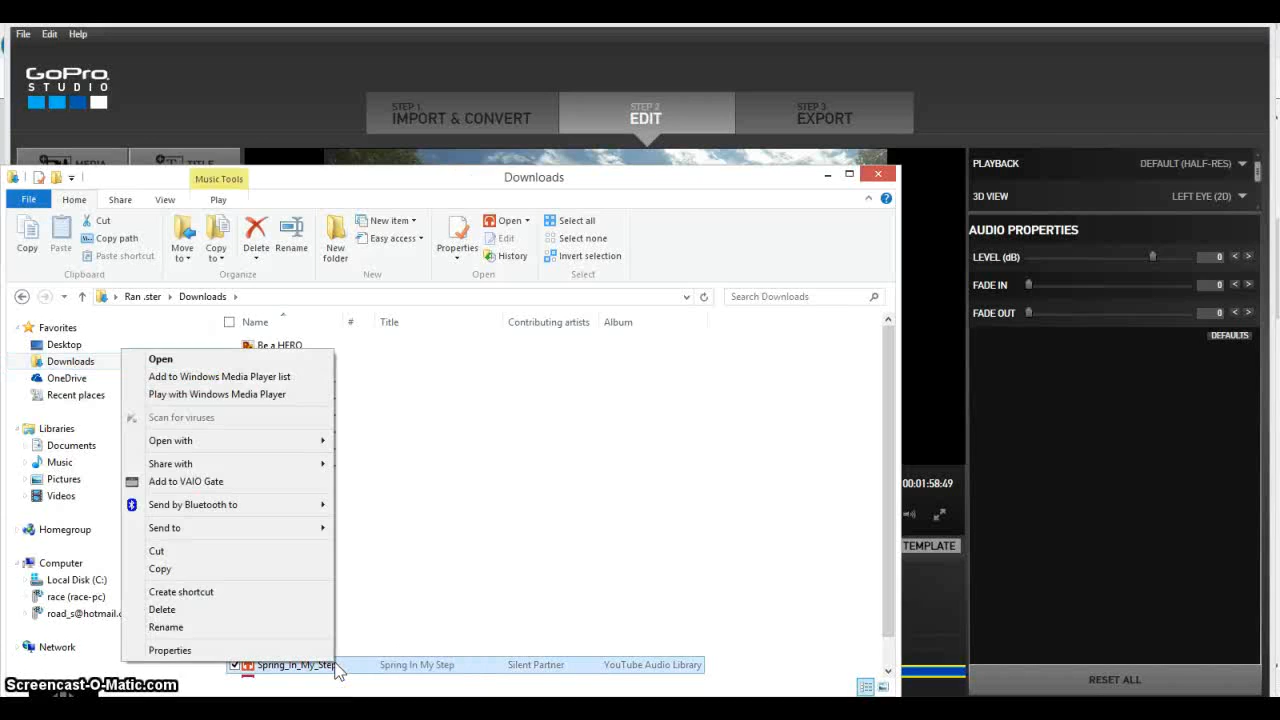 File Edit Help
GoPro
STUDIO
STEP 1
IMPORT & CONVERT
STEP 2
EDIT
STEP 3
EXPORT
MEDIA
TITLE
PLAYBACK DEFAULT (HALF-RES)
3D VIEW LEFT EYE (2D)
AUDIO PROPERTIES
LEVEL (dB) 0 < >
FADE IN 0 < >
FADE OUT 0 < >
DEFAULTS
00:01:58:49
TEMPLATE
RESET ALL
Music Tools
Downloads
File Home Share View Play
Copy
Paste
Cut
Copy path
Paste shortcut
Clipboard
Move to
Copy to
Delete
Rename
Organize
New folder
New item
Easy access
New
Properties
Open
Edit
History
Open
Select all
Select none
Invert selection
Select
Ran .ster Downloads
Search Downloads
Name # Title Contributing artists Album
Be a HERO
Favorites
Desktop
Downloads
OneDrive
Recent places
Libraries
Documents
Music
Pictures
Videos
Homegroup
Computer
Local Disk (C:)
race (race-pc)
road_s@hotmail.c
Network
Open
Add to Windows Media Player list
Play with Windows Media Player
Scan for viruses
Open with
Share with
Add to VAIO Gate
Send by Bluetooth to
Send to
Cut
Copy
Create shortcut
Delete
Rename
Properties
Spring_In_My_Step Spring In My Step Silent Partner YouTube Audio Library
Screencast-O-Matic.com